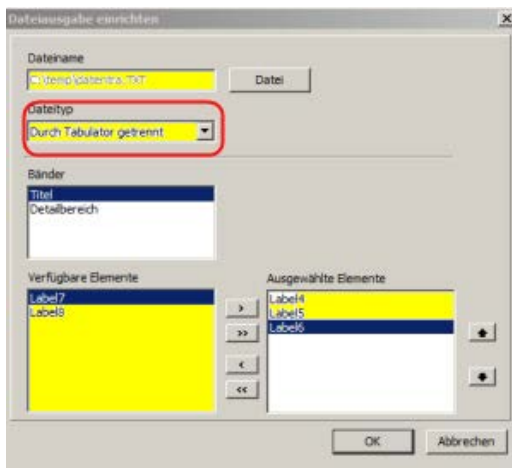 Dateiausgabe einrichten
Dateiname
C:\temp\datentra.TXT
Datei
Dateityp
Durch Tabulator getrennt
Bänder
Titel
Detailbereich
Verfügbare Elemente
Ausgewählte Elemente
Label7
Label8
>
>>
<
<<
Label4
Label5
Label6
OK
Abbrechen